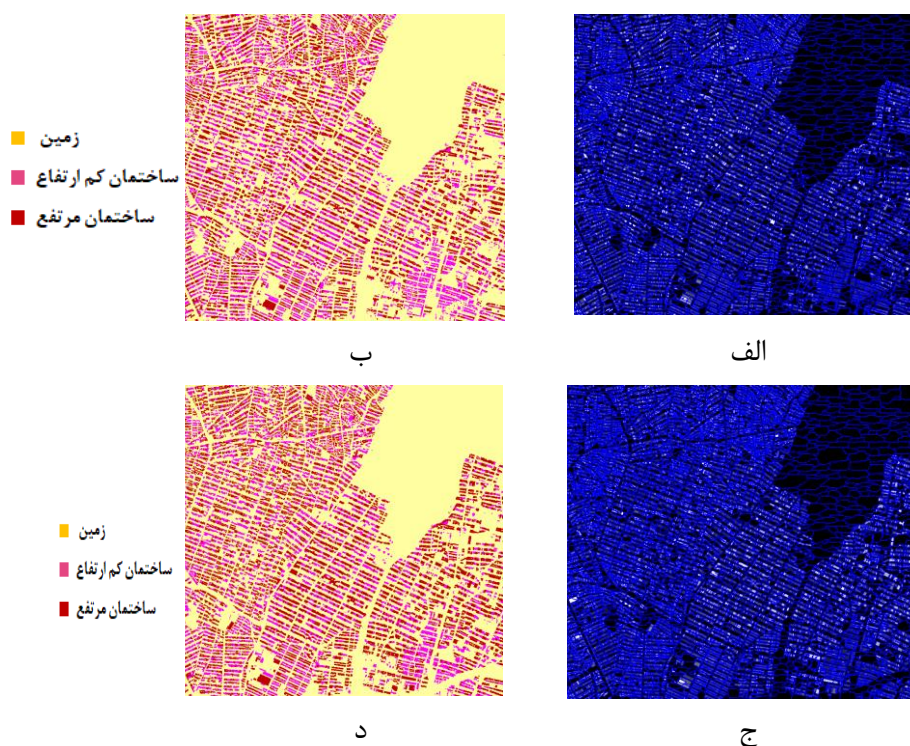 زمین
ساختمان کم ارتفاع
ساختمان مرتفع
الف
ب
زمین
ساختمان کم ارتفاع
ساختمان مرتفع
ج
د